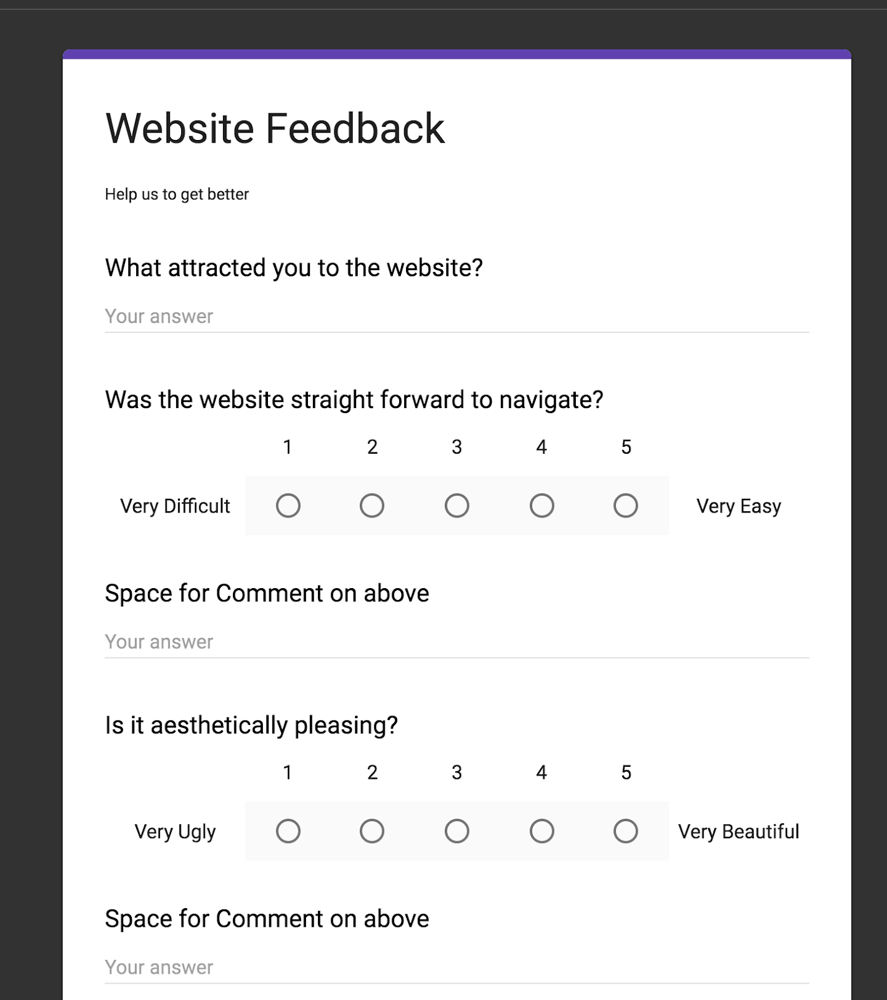 Website Feedback
Help us to get better
What attracted you to the website?
Your answer
Was the website straight forward to navigate?
1 2 3 4 5
Very Difficult Very Easy
Space for Comment on above
Your answer
Is it aesthetically pleasing?
1 2 3 4 5
Very Ugly Very Beautiful
Space for Comment on above
Your answer